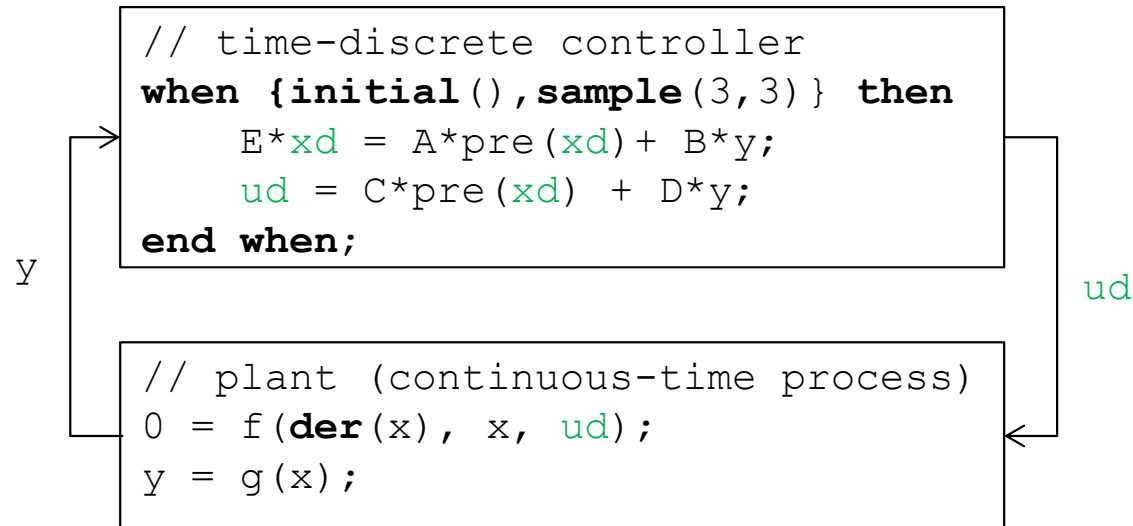 // time-discrete controller
when {initial(),sample(3,3)} then
E*xd = A*pre(xd)+ B*y;
ud = C*pre(xd) + D*y;
end when;
y
ud
// plant (continuous-time process)
0 = f(der(x), x, ud);
y = g(x);